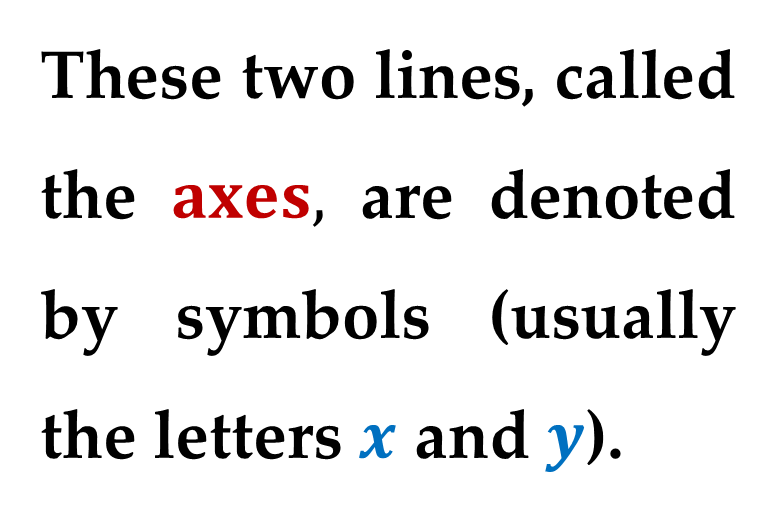 These two lines, called
the axes, are denoted
by symbols (usually
the letters x and y).